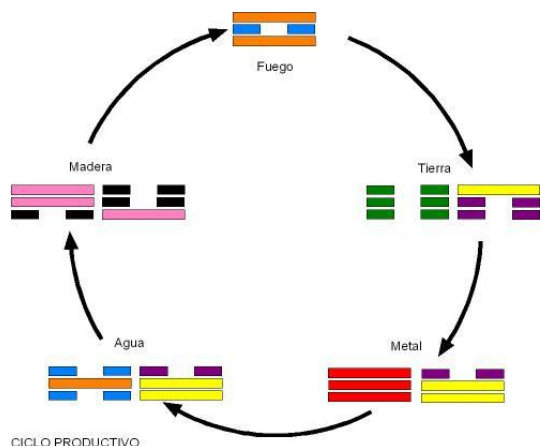 Fuego
Madera
Tierra
Agua
Metal
CICLO PRODUCTIVO